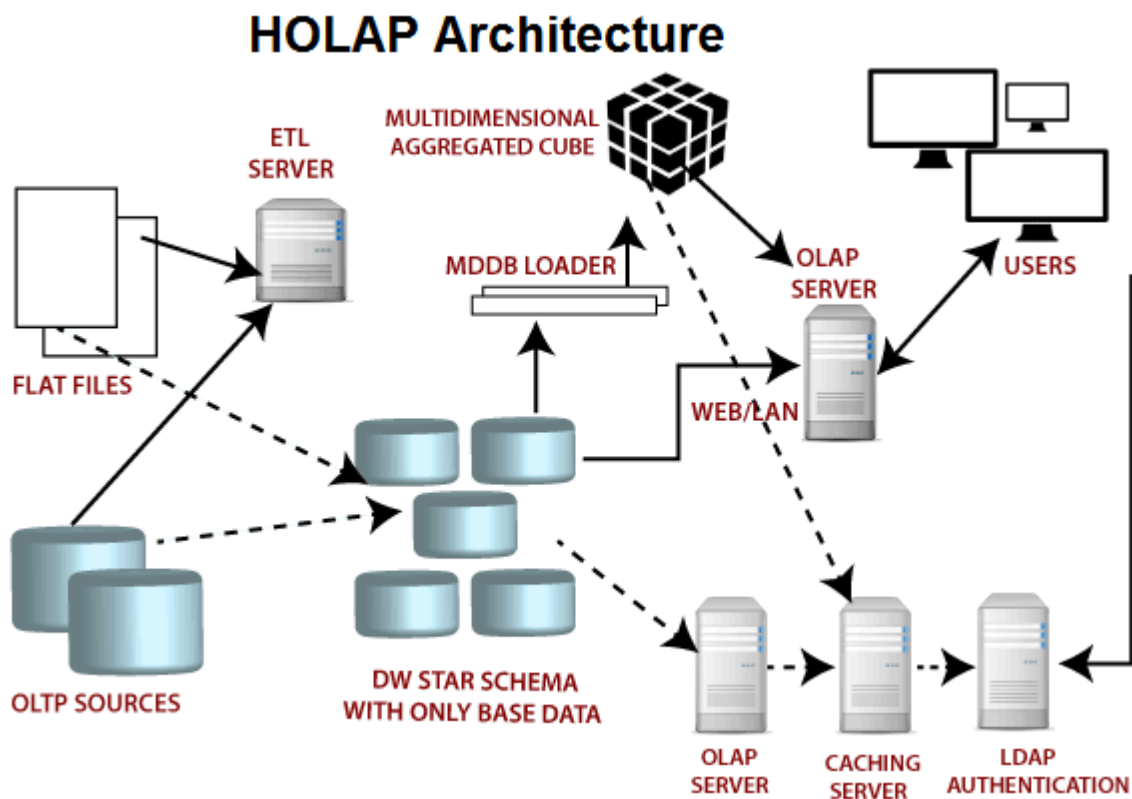 HOLAP Architecture
ETL
SERVER
MULTIDIMENSIONAL
AGGREGATED CUBE
MDDB LOADER
OLAP
SERVER
USERS
FLAT FILES
WEB/LAN
OLTP SOURCES
DW STAR SCHEMA
WITH ONLY BASE DATA
OLAP
SERVER
CACHING
SERVER
LDAP
AUTHENTICATION